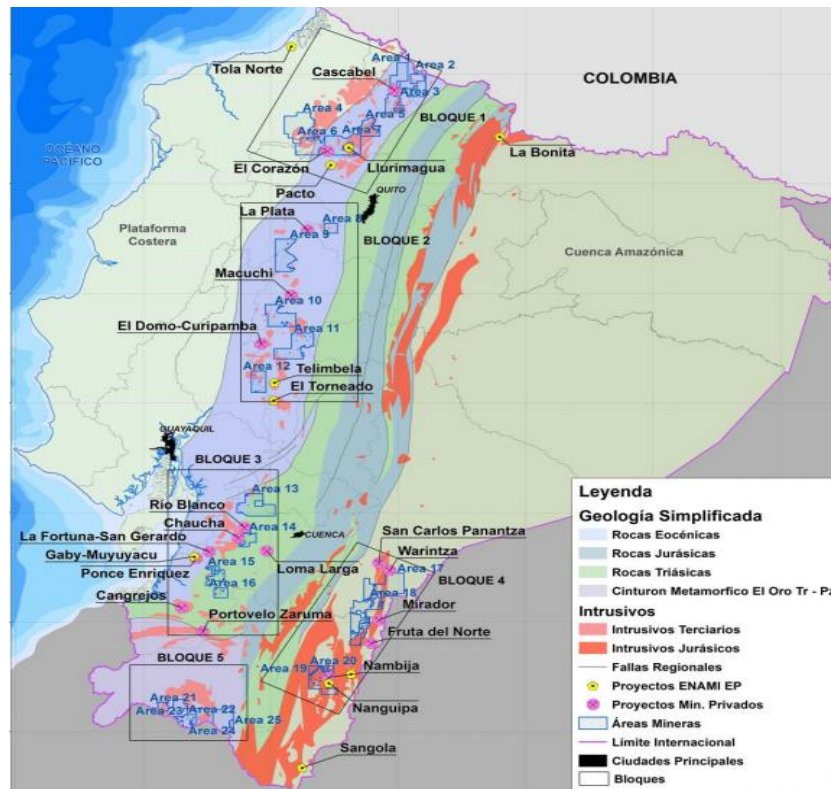 Tola Norte
Area 1
Area 2
Cascabel
COLOMBIA
Area 3
Area 4
Area 5
BLOQUE 1
OCÉANO
PACIFICO
Area 6
Area 7
La Bonita
El Corazón
Llurimagua
Pacto
QUITO
La Plata
Area 8
Plataforma
Costera
Area 9
BLOQUE 2
Cuenca Amazónica
Macuchi
Area 10
El Domo-Curipamba
Area 11
Area 12
Telimbela
El Torneado
GUAYAQUIL
BLOQUE 3
Río Blanco
Area 13
Chaucha
Area 14
La Fortuna-San Gerardo
CUENCA
San Carlos Panantza
Gaby-Muyuyacu
Area 15
Loma Larga
Warintza
Ponce Enriquez
Area 16
Area 17
BLOQUE 4
Cangrejos
Area 18
Mirador
Portovelo Zaruma
Fruta del Norte
BLOQUE 5
Area 19
Area 20
Nambija
Area 21
Nanguipa
Area 23
Area 22
Area 25
Area 24
Sangola
Leyenda
Geología Simplificada
Rocas Eocénicas
Rocas Jurásicas
Rocas Triásicas
Cinturon Metamorfico El Oro Tr - Pz
Intrusivos
Intrusivos Terciarios
Intrusivos Jurásicos
Fallas Regionales
Proyectos ENAMI EP
Proyectos Min. Privados
Áreas Mineras
Límite Internacional
Ciudades Principales
Bloques